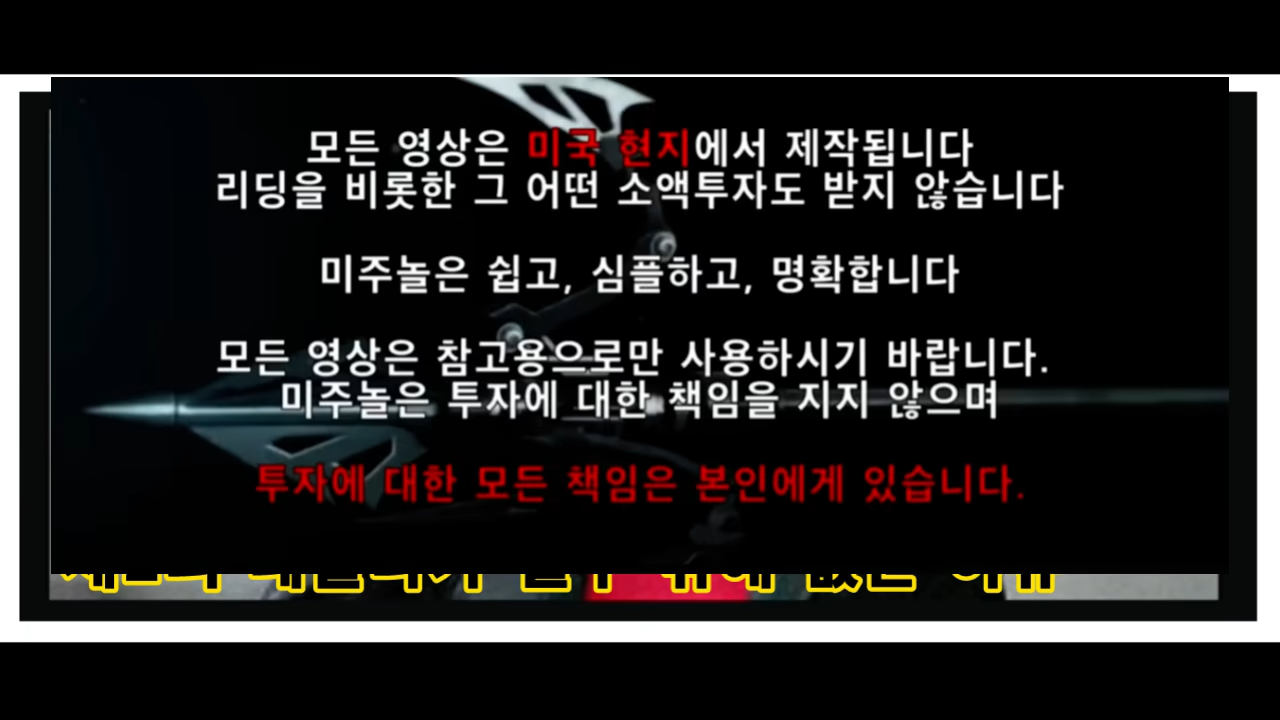 모든 영상은 미국 현지에서 제작됩니다
리딩을 비롯한 그 어떤 소액투자도 받지 않습니다
미주놀은 쉽고, 심플하고, 명확합니다
모든 영상은 참고용으로만 사용하시기 바랍니다.
미주놀은 투자에 대한 책임을 지지 않으며
투자에 대한 모든 책임은 본인에게 있습니다.